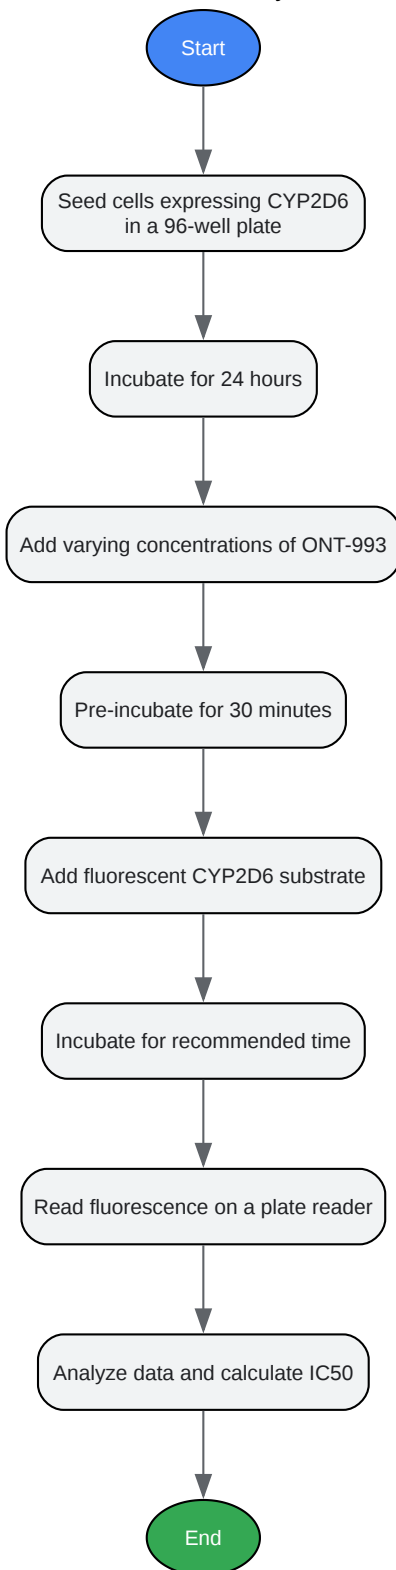 Start
Seed cells expressing CYP2D6
in a 96-well plate
Incubate for 24 hours
Add varying concentrations of ONT-993
Pre-incubate for 30 minutes
Add fluorescent CYP2D6 substrate
Incubate for recommended time
Read fluorescence on a plate reader
Analyze data and calculate IC50
End